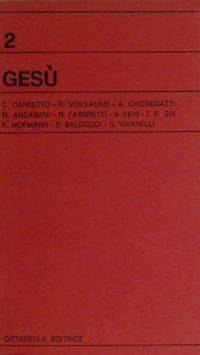 2
GESÙ
C. CARRETTO - R. VOILLAUME - A. CHIEREGATTI
M. ANCARANI - N. FABBRETTI - A. LEVI - J. F. SIX
F. HOFMANS - E. BALDUCCI - U. VIVARELLI
CITTADELLA EDITRICE